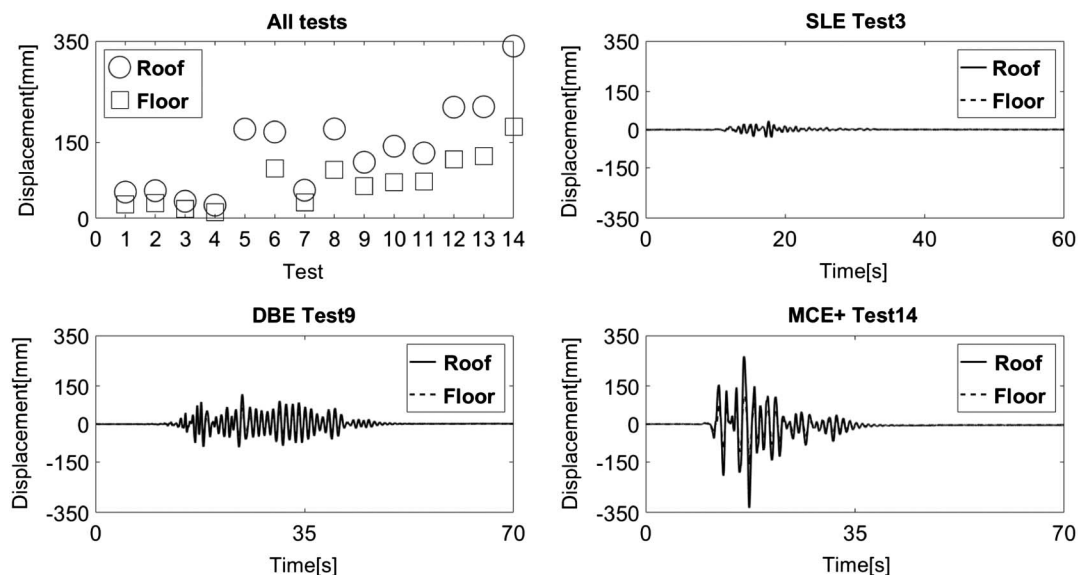 All tests
Displacement[mm]
350
150
0
Roof
Floor
0 1 2 3 4 5 6 7 8 9 10 11 12 13 14
Test
SLE Test3
Displacement[mm]
350
150
0
-150
-350
Roof
Floor
0 20 40 60
Time[s]
DBE Test9
Displacement[mm]
350
150
0
-150
-350
Roof
Floor
0 35 70
Time[s]
MCE+ Test14
Displacement[mm]
350
150
0
-150
-350
Roof
Floor
0 35 70
Time[s]